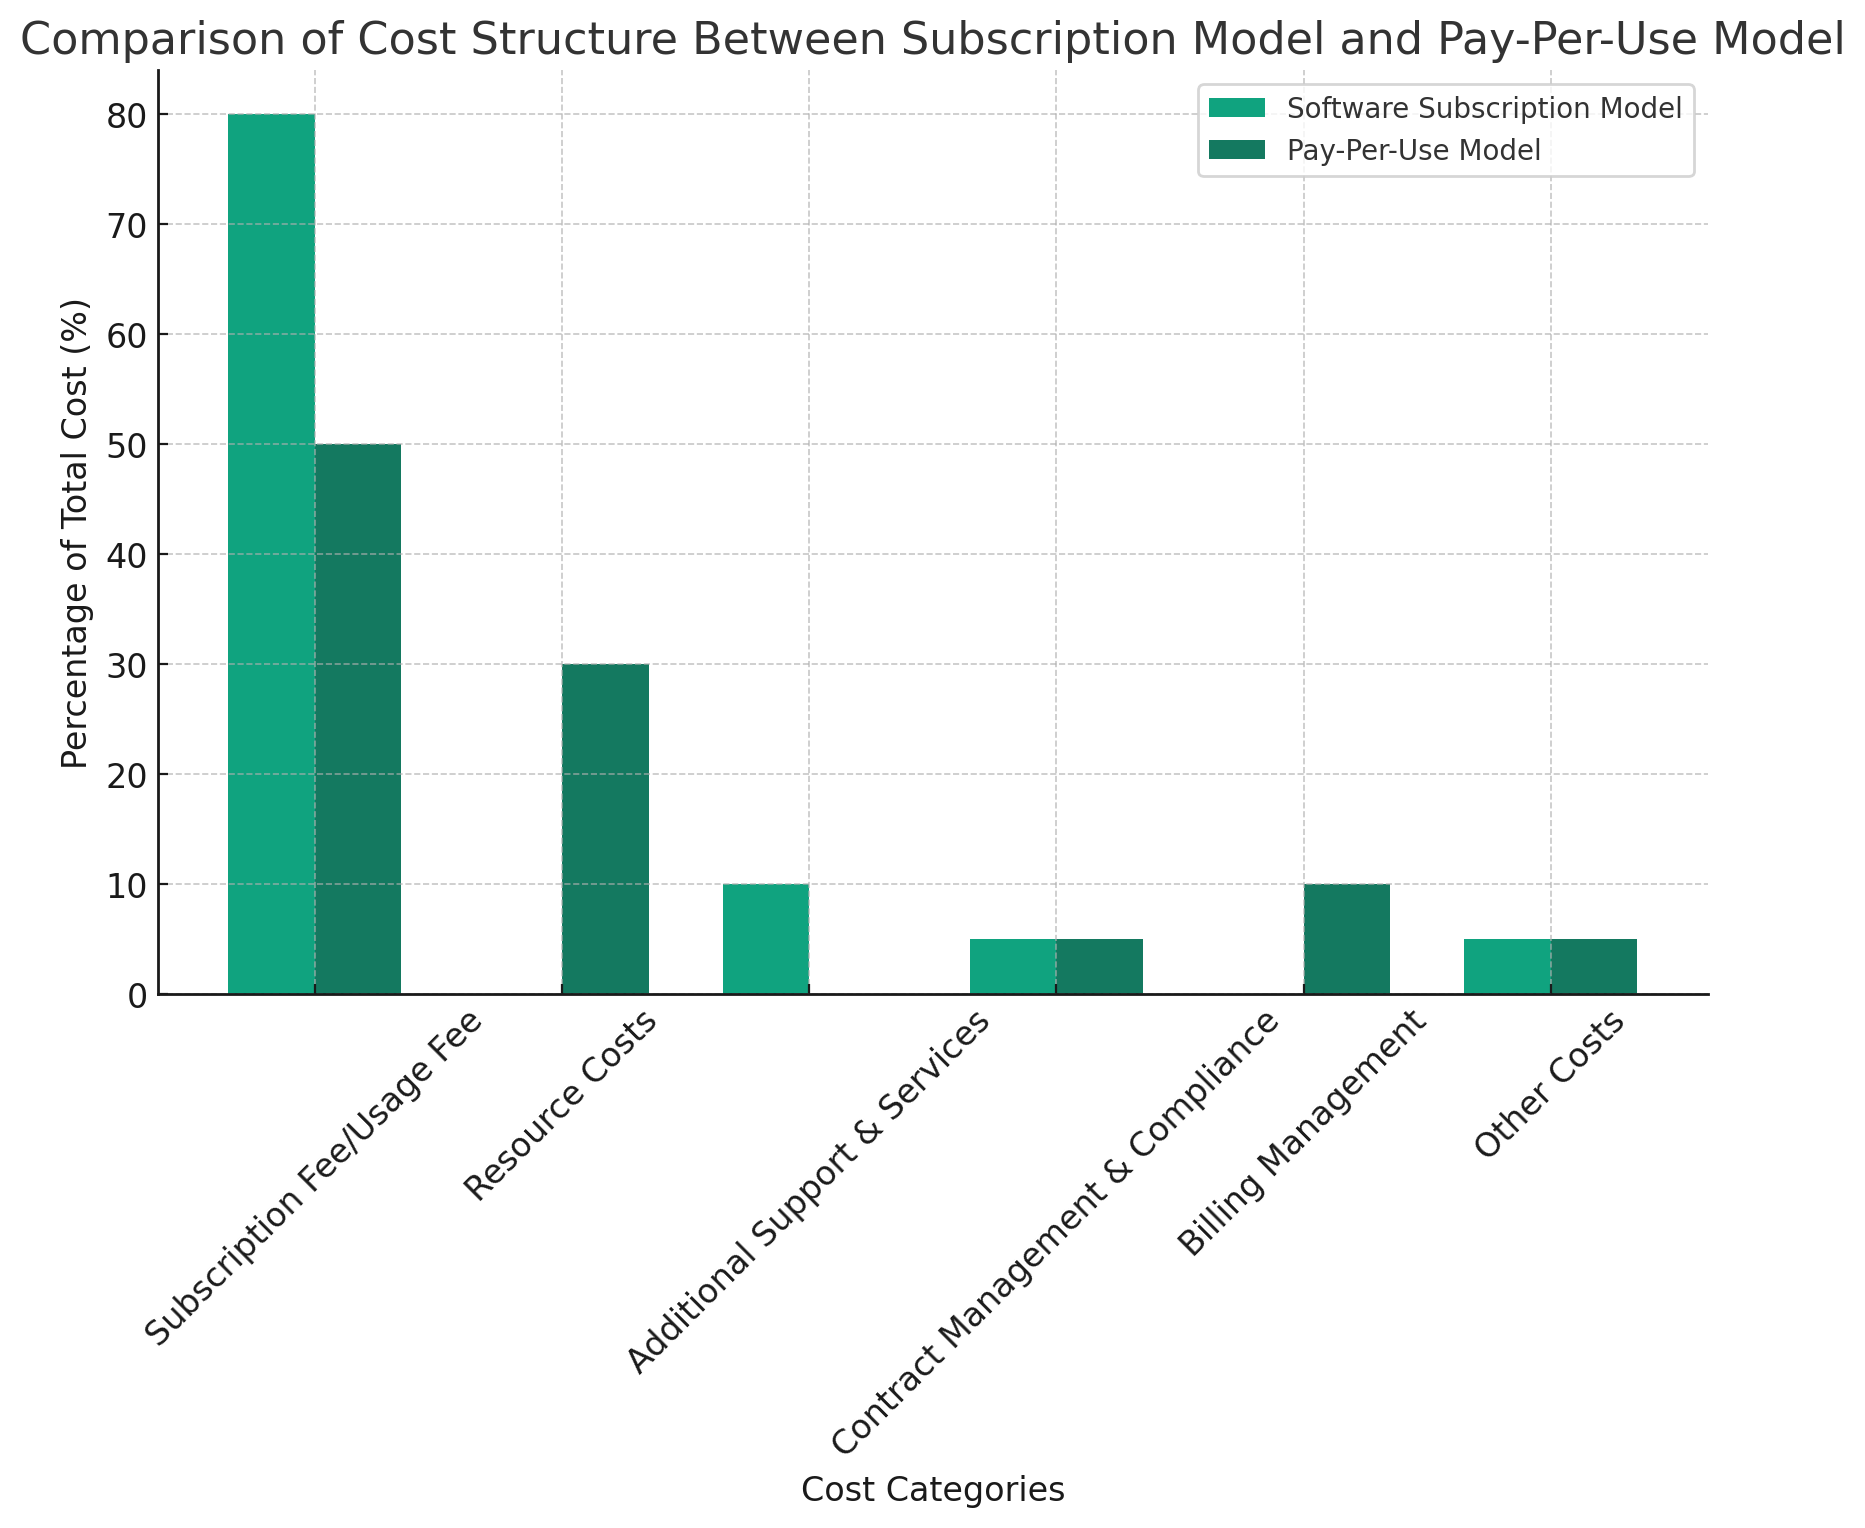 Comparison of Cost Structure Between Subscription Model and Pay-Per-Use Model
Software Subscription Model
Pay-Per-Use Model
Percentage of Total Cost (%)
80
70
60
50
40
30
20
10
0
Subscription Fee/Usage Fee
Resource Costs
Additional Support & Services
Contract Management & Compliance
Billing Management
Other Costs
Cost Categories